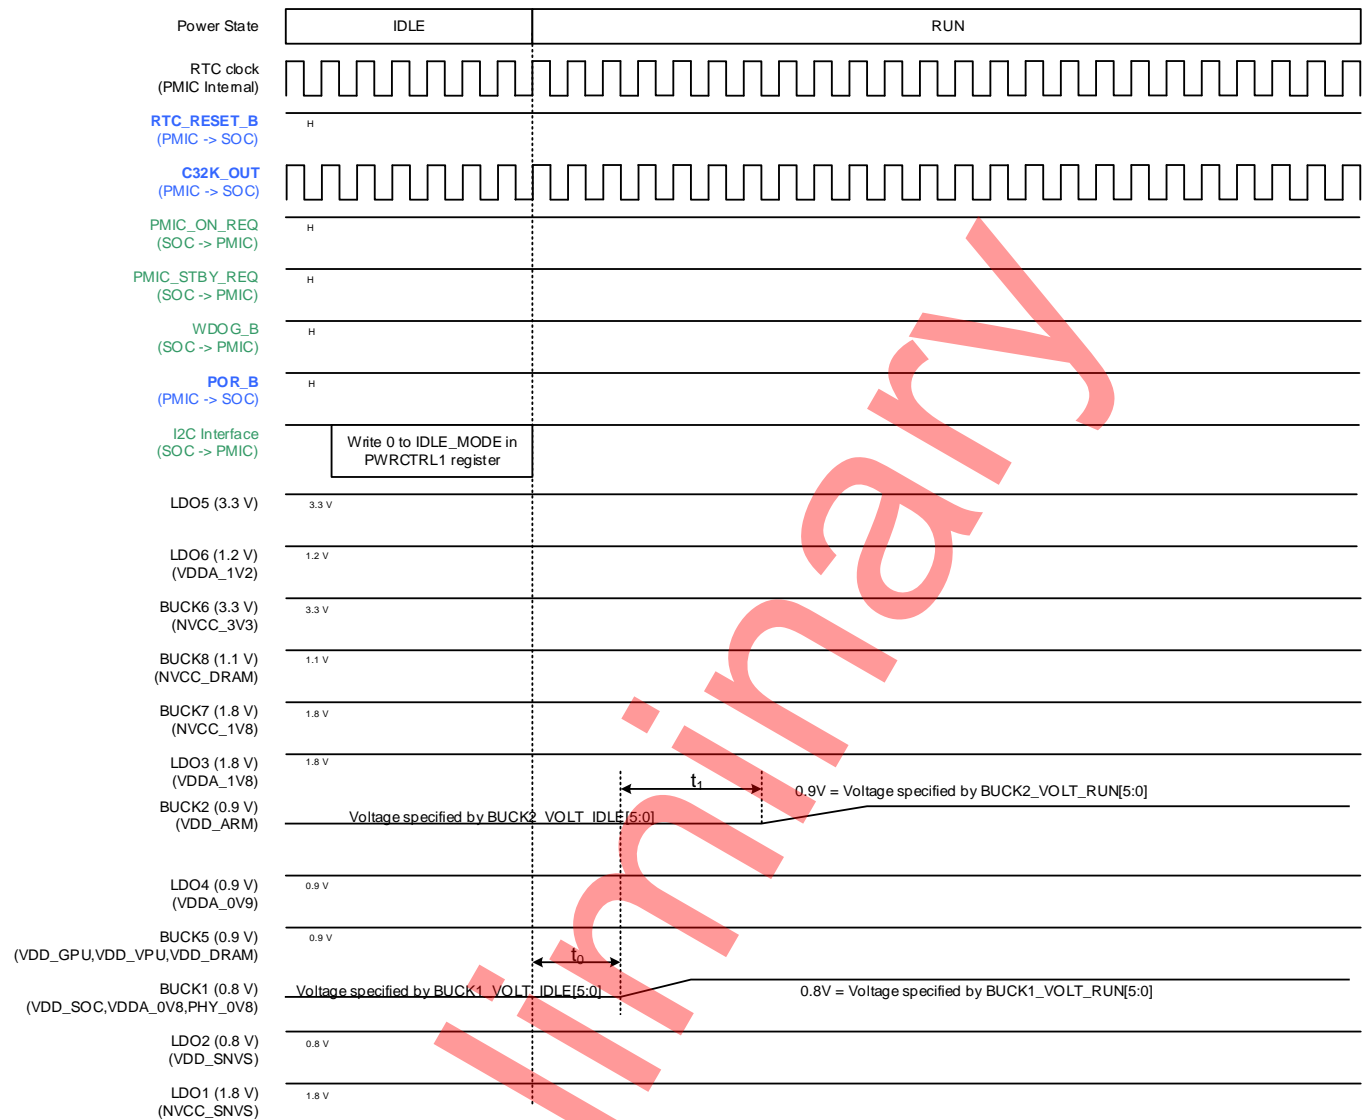 Power State
IDLE
RUN
RTC clock
(PMIC Internal)
RTC_RESET_B
(PMIC -> SOC)
H
C32K_OUT
(PMIC -> SOC)
PMIC_ON_REQ
(SOC -> PMIC)
H
PMIC_STBY_REQ
(SOC -> PMIC)
H
WDOG_B
(SOC -> PMIC)
H
POR_B
(PMIC -> SOC)
H
I2C Interface
(SOC -> PMIC)
Write 0 to IDLE_MODE in
PWRCTRL1 register
LDO5 (3.3 V)
3.3 V
LDO6 (1.2 V)
(VDDA_1V2)
1.2 V
BUCK6 (3.3 V)
(NVCC_3V3)
3.3 V
BUCK8 (1.1 V)
(NVCC_DRAM)
1.1 V
BUCK7 (1.8 V)
(NVCC_1V8)
1.8 V
LDO3 (1.8 V)
(VDDA_1V8)
1.8 V
t1
BUCK2 (0.9 V)
(VDD_ARM)
Voltage specified by BUCK2_VOLT_IDLE[5:0]
0.9V = Voltage specified by BUCK2_VOLT_RUN[5:0]
LDO4 (0.9 V)
(VDDA_0V9)
0.9 V
BUCK5 (0.9 V)
(VDD_GPU,VDD_VPU,VDD_DRAM)
0.9 V
t0
BUCK1 (0.8 V)
(VDD_SOC,VDDA_0V8,PHY_0V8)
Voltage specified by BUCK1_VOLT_IDLE[5:0]
0.8V = Voltage specified by BUCK1_VOLT_RUN[5:0]
LDO2 (0.8 V)
(VDD_SNVS)
0.8 V
LDO1 (1.8 V)
(NVCC_SNVS)
1.8 V
liminary